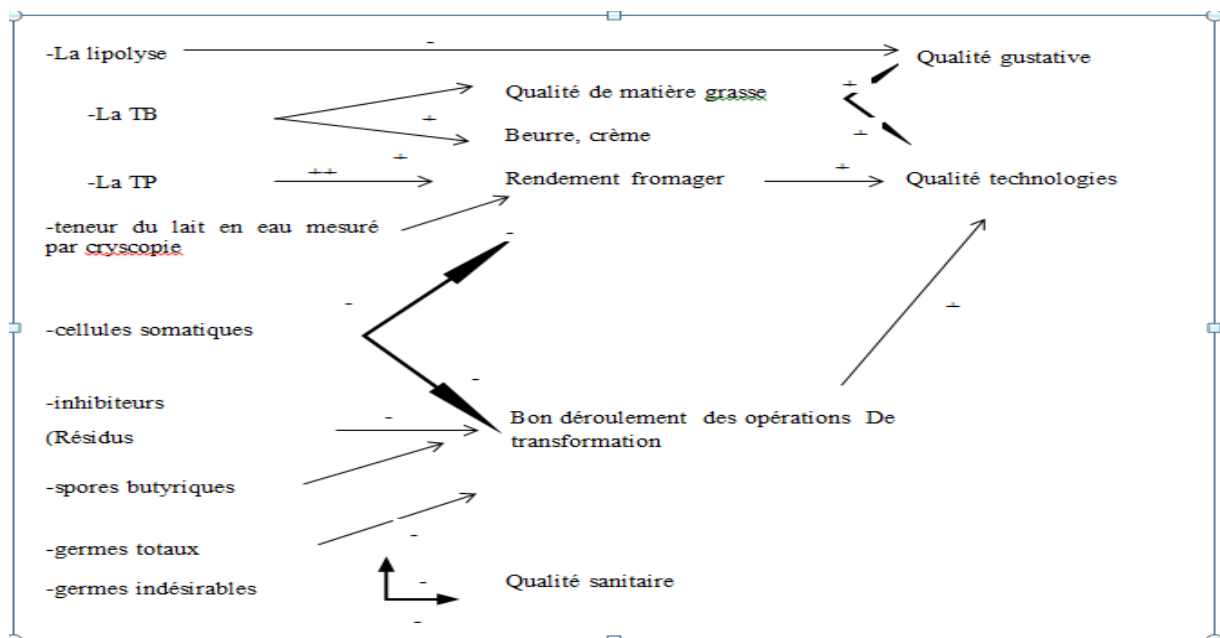 -La lipolyse
-
Qualité gustative
-La TB
Qualité de matière grasse
+
+
Beurre, crème
+
-La TP
++
+
Rendement fromager
+
Qualité technologies
-teneur du lait en eau mesuré
par cryscopie
-
-
-cellules somatiques
+
-
-inhibiteurs
(Résidus
-
Bon déroulement des opérations De
transformation
-spores butyriques
-
-germes totaux
-
-germes indésirables
-
Qualité sanitaire
-